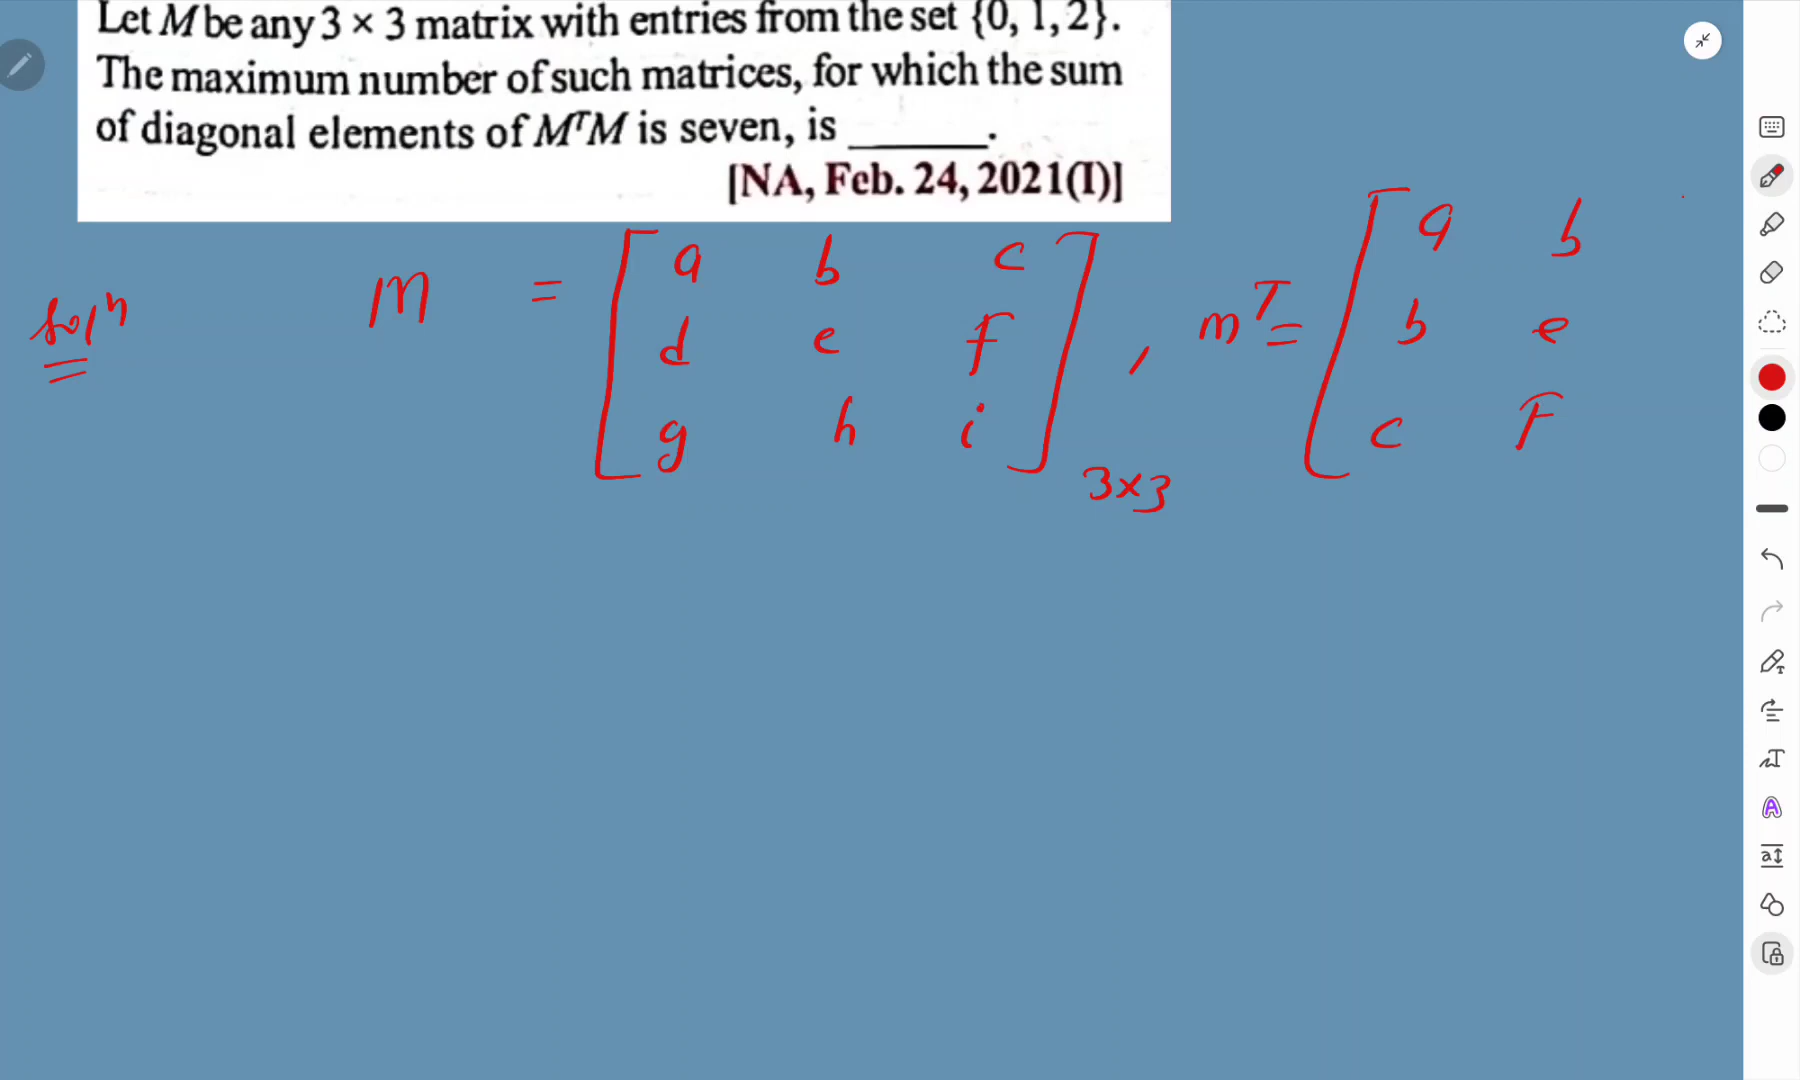 Let M be any 3 × 3 matrix with entries from the set {0, 1, 2}.
The maximum number of such matrices, for which the sum
of diagonal elements of MᵀM is seven, is ______.
[NA, Feb. 24, 2021(I)]
solⁿ
M = [ a b c
d e f
g h i ]3×3 , mᵀ = [ a b
b e
c F